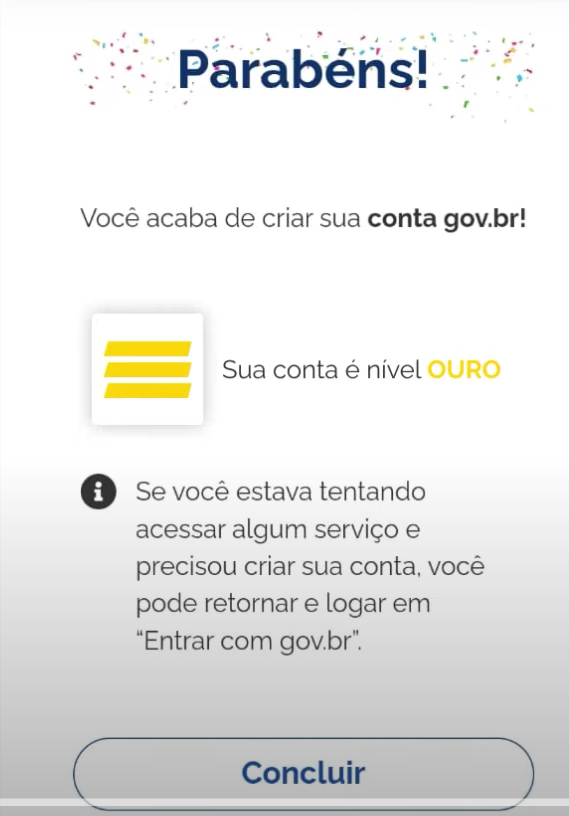 Parabéns!
Você acaba de criar sua conta gov.br!
Sua conta é nível OURO
Se você estava tentando
acessar algum serviço e
precisou criar sua conta, você
pode retornar e logar em
“Entrar com gov.br”.
Concluir